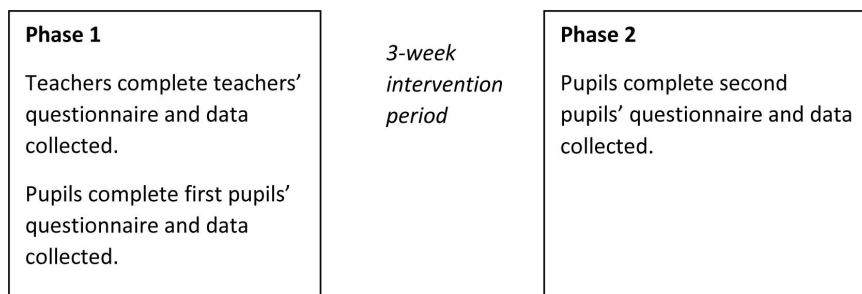 Phase 1
Teachers complete teachers’
questionnaire and data
collected.
Pupils complete first pupils’
questionnaire and data
collected.
3-week
intervention
period
Phase 2
Pupils complete second
pupils’ questionnaire and data
collected.